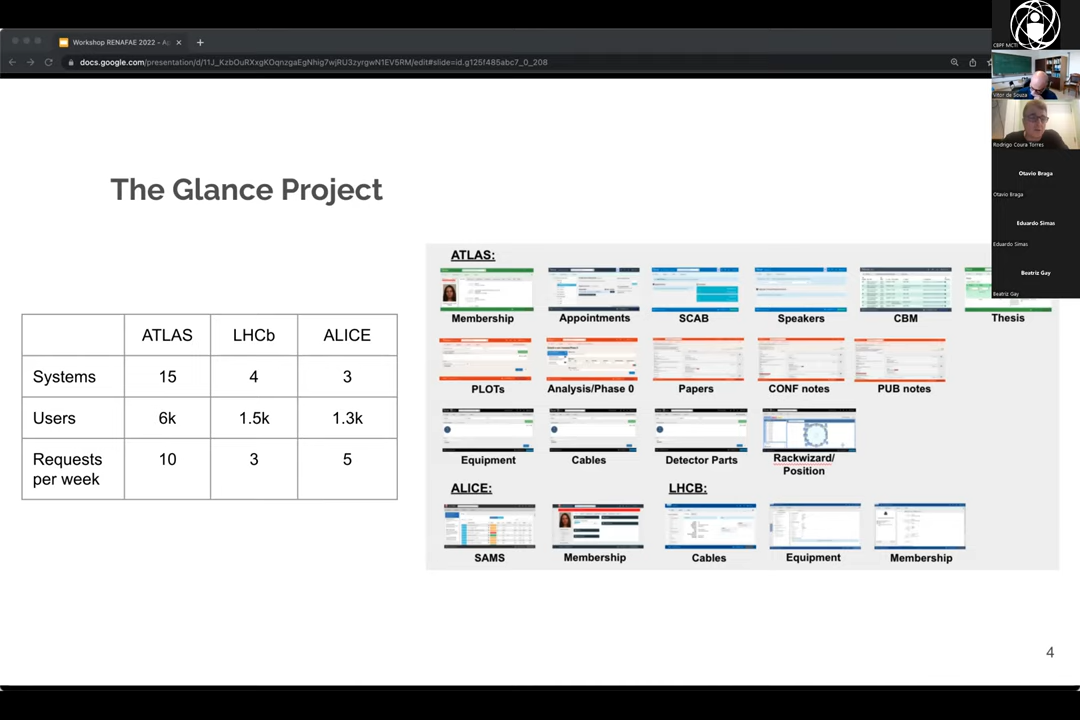 Workshop RENAFAE 2022 - Ap
docs.google.com/presentation/d/11J_KzbOuRXxgKOqnzgaEgNhig7wjRU3zyrgwN1EV5RM/edit#slide=id.g125f485abc7_0_208
CBPF MCTI
Vitor de Souza
Rodrigo Coura Torres
Otavio Braga
Otavio Braga
Eduardo Simas
Eduardo Simas
Beatriz Gay
Beatriz Gay
The Glance Project
ATLAS LHCb ALICE
Systems 15 4 3
Users 6k 1.5k 1.3k
Requests per week 10 3 5
ATLAS:
Membership Appointments SCAB Speakers CBM Thesis
PLOTs Analysis/Phase 0 Papers CONF notes PUB notes
Equipment Cables Detector Parts Rackwizard/
Position
ALICE: LHCB:
SAMS Membership Cables Equipment Membership
4